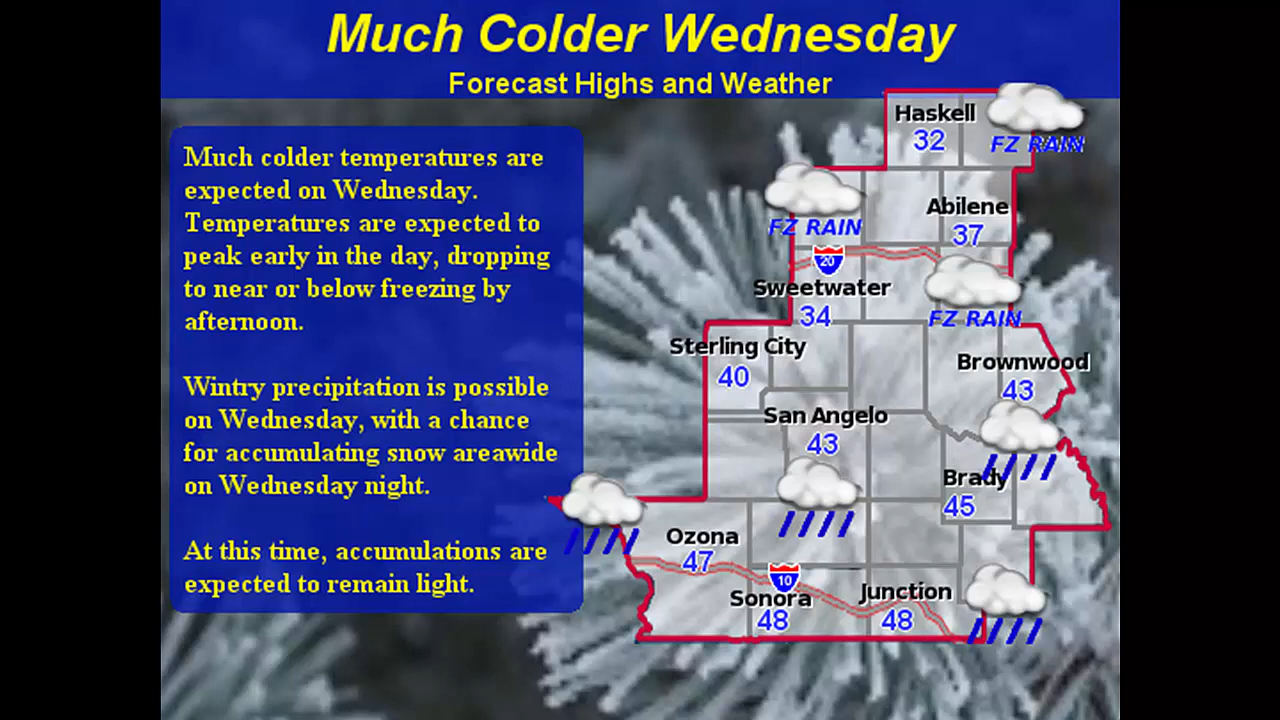 Much Colder Wednesday
Forecast Highs and Weather
Much colder temperatures are
expected on Wednesday.
Temperatures are expected to
peak early in the day, dropping
to near or below freezing by
afternoon.
Wintry precipitation is possible
on Wednesday, with a chance
for accumulating snow areawide
on Wednesday night.
At this time, accumulations are
expected to remain light.
Haskell
32
FZ RAIN
FZ RAIN
Abilene
37
20
Sweetwater
34
FZ RAIN
Sterling City
40
Brownwood
43
San Angelo
43
Brady
45
Ozona
47
10
Sonora
48
Junction
48